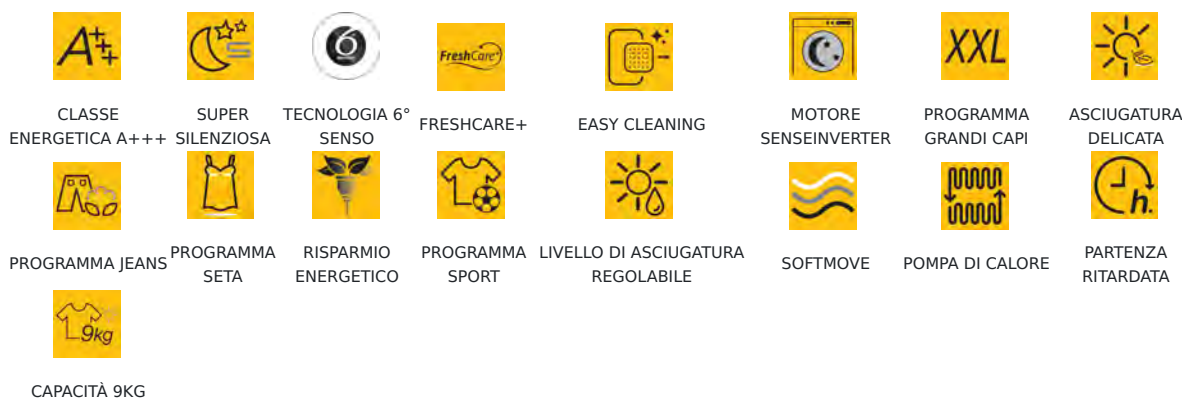 A+++
S
6
FreshCare+
XXL
CLASSE
ENERGETICA A+++
SUPER
SILENZIOSA
TECNOLOGIA 6°
SENSO
FRESHCARE+
EASY CLEANING
MOTORE
SENSEINVERTER
PROGRAMMA
GRANDI CAPI
ASCIUGATURA
DELICATA
h.
PROGRAMMA JEANS
PROGRAMMA
SETA
RISPARMIO
ENERGETICO
PROGRAMMA
SPORT
LIVELLO DI ASCIUGATURA
REGOLABILE
SOFTMOVE
POMPA DI CALORE
PARTENZA
RITARDATA
9kg
CAPACITÀ 9KG